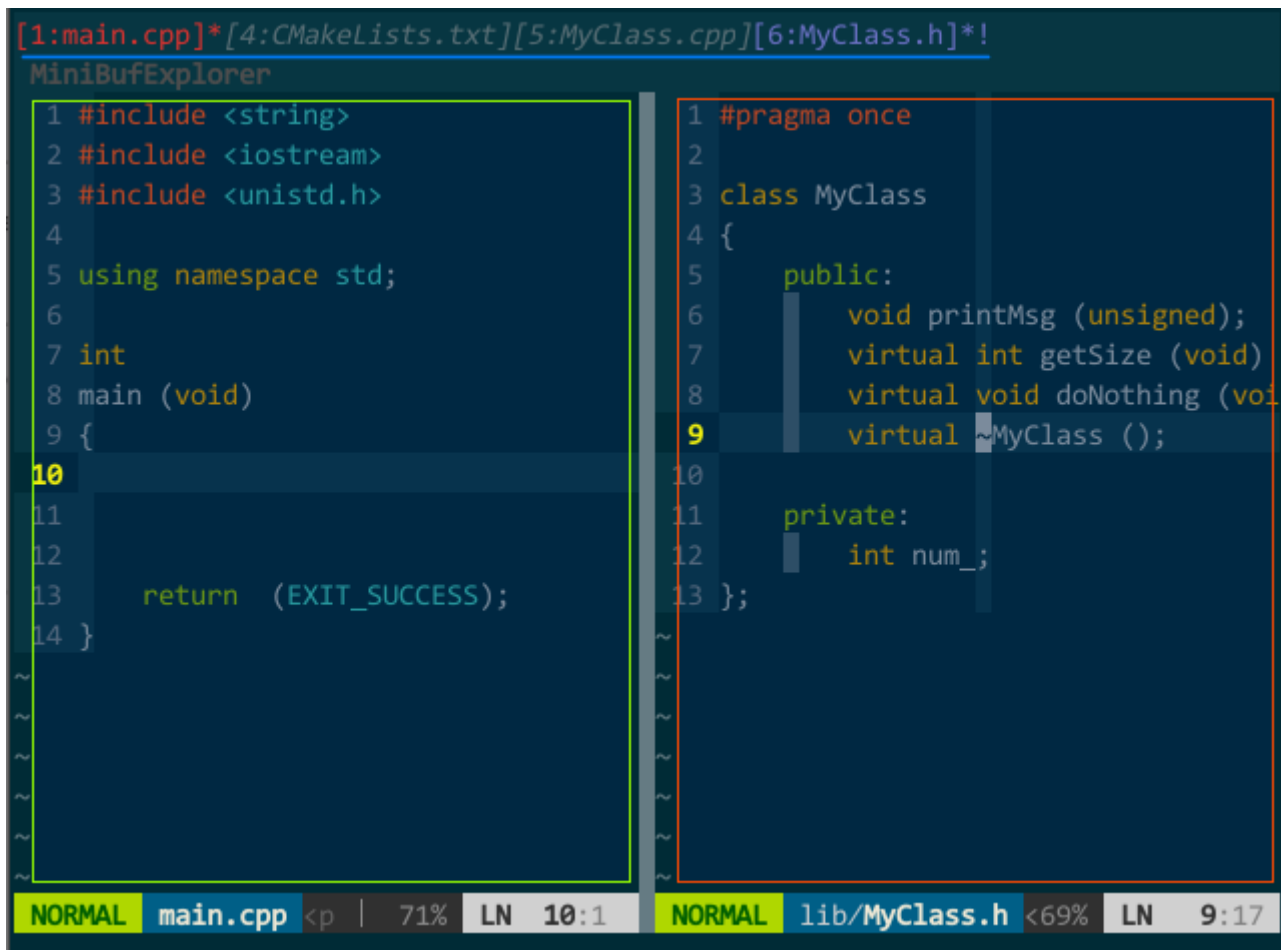 [1:main.cpp]*[4:CMakeLists.txt][5:MyClass.cpp][6:MyClass.h]*!
MiniBufExplorer
1 #include <string>
2 #include <iostream>
3 #include <unistd.h>
4
5 using namespace std;
6
7 int
8 main (void)
9 {
10
11
12
13     return  (EXIT_SUCCESS);
14 }
~
~
~
~
~
~
NORMAL main.cpp <p | 71% LN 10:1
1 #pragma once
2
3 class MyClass
4 {
5     public:
6         void printMsg (unsigned);
7         virtual int getSize (void)
8         virtual void doNothing (voi
9         virtual ~MyClass ();
10
11     private:
12         int num_;
13 };
~
~
~
~
~
~
~
NORMAL lib/MyClass.h <69% LN 9:17